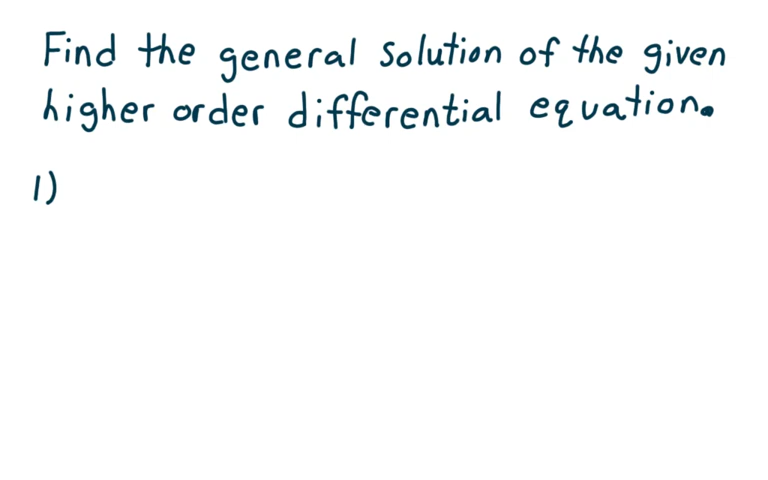 Find the general solution of the given
higher order differential equation.
1)